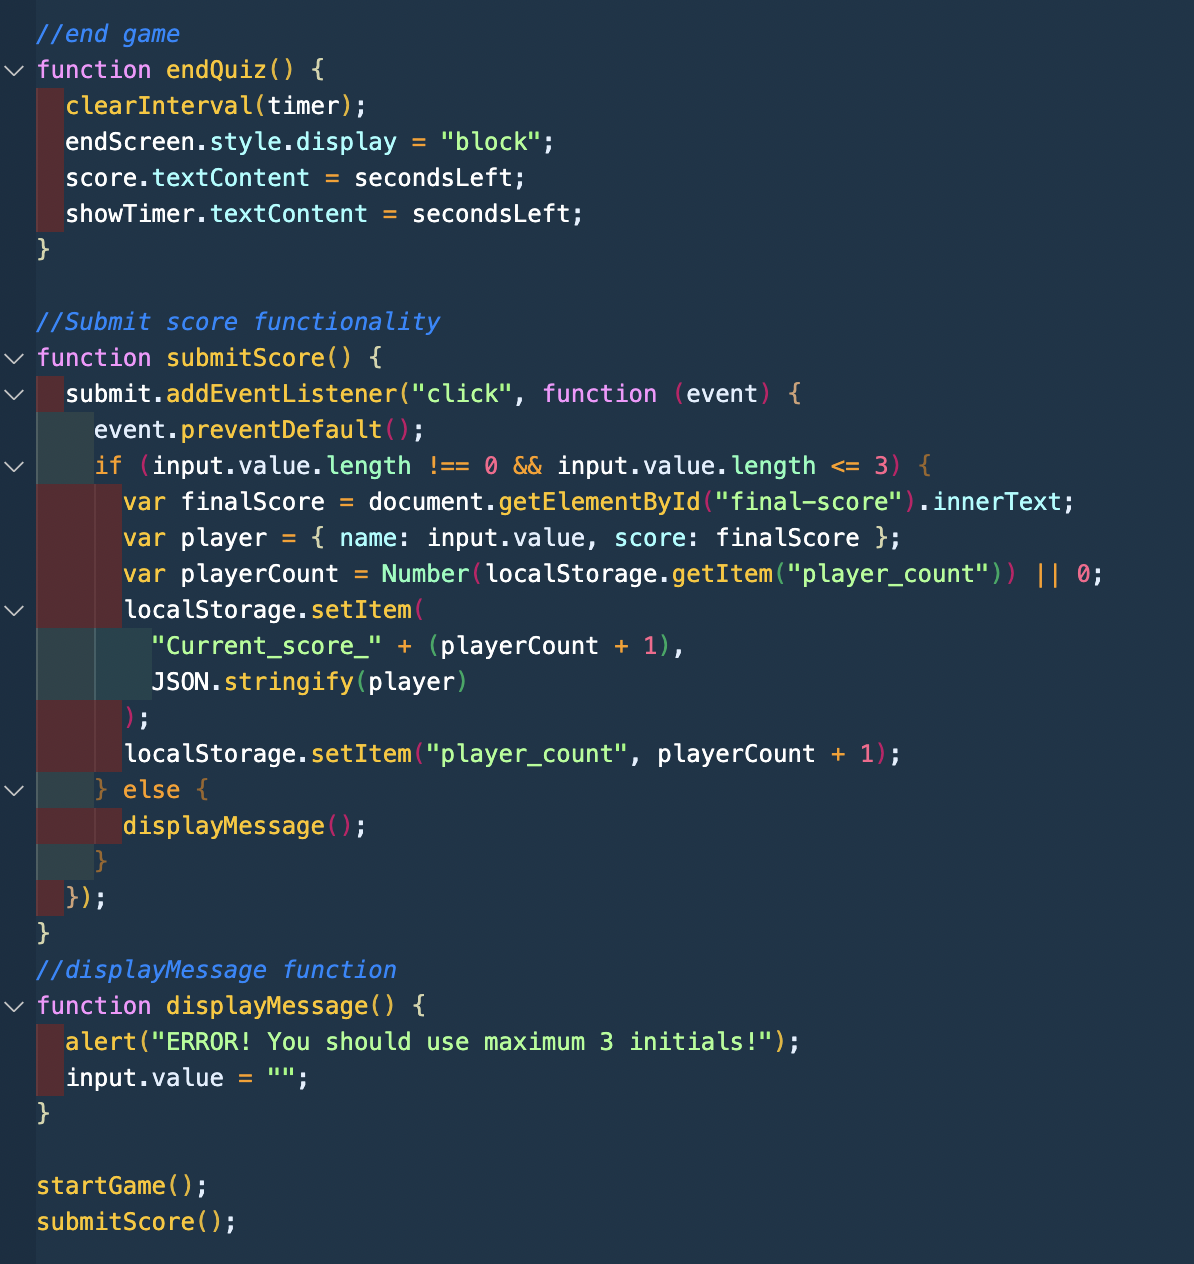 //end game
function endQuiz() {
  clearInterval(timer);
  endScreen.style.display = "block";
  score.textContent = secondsLeft;
  showTimer.textContent = secondsLeft;
}

//Submit score functionality
function submitScore() {
  submit.addEventListener("click", function (event) {
    event.preventDefault();
    if (input.value.length !== 0 && input.value.length <= 3) {
      var finalScore = document.getElementById("final-score").innerText;
      var player = { name: input.value, score: finalScore };
      var playerCount = Number(localStorage.getItem("player_count")) || 0;
      localStorage.setItem(
        "Current_score_" + (playerCount + 1),
        JSON.stringify(player)
      );
      localStorage.setItem("player_count", playerCount + 1);
    } else {
      displayMessage();
    }
  });
}
//displayMessage function
function displayMessage() {
  alert("ERROR! You should use maximum 3 initials!");
  input.value = "";
}

startGame();
submitScore();